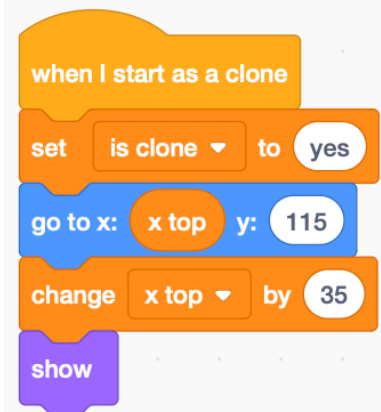 when I start as a clone
set is clone to yes
go to x: x top y: 115
change x top by 35
show